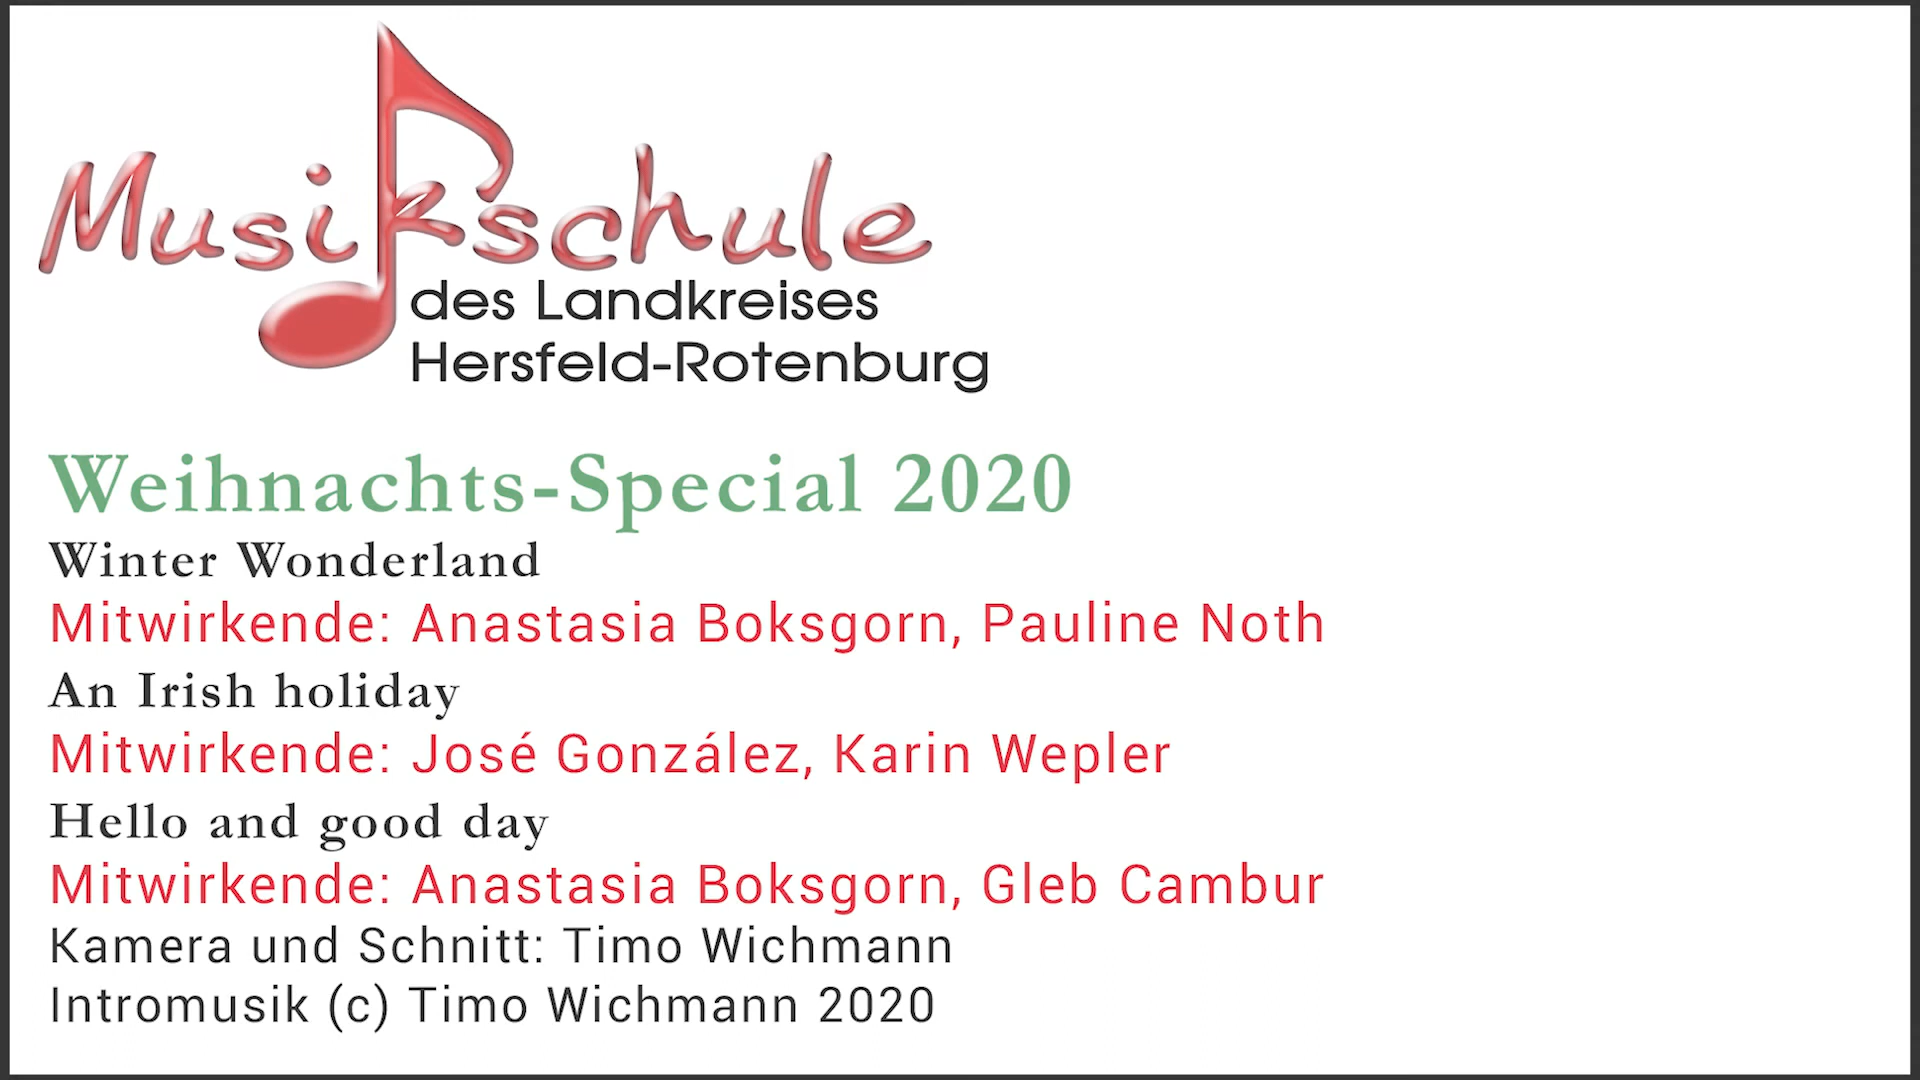 Musikschule
des Landkreises
Hersfeld-Rotenburg
Weihnachts-Special 2020
Winter Wonderland
Mitwirkende: Anastasia Boksgorn, Pauline Noth
An Irish holiday
Mitwirkende: José González, Karin Wepler
Hello and good day
Mitwirkende: Anastasia Boksgorn, Gleb Cambur
Kamera und Schnitt: Timo Wichmann
Intromusik (c) Timo Wichmann 2020